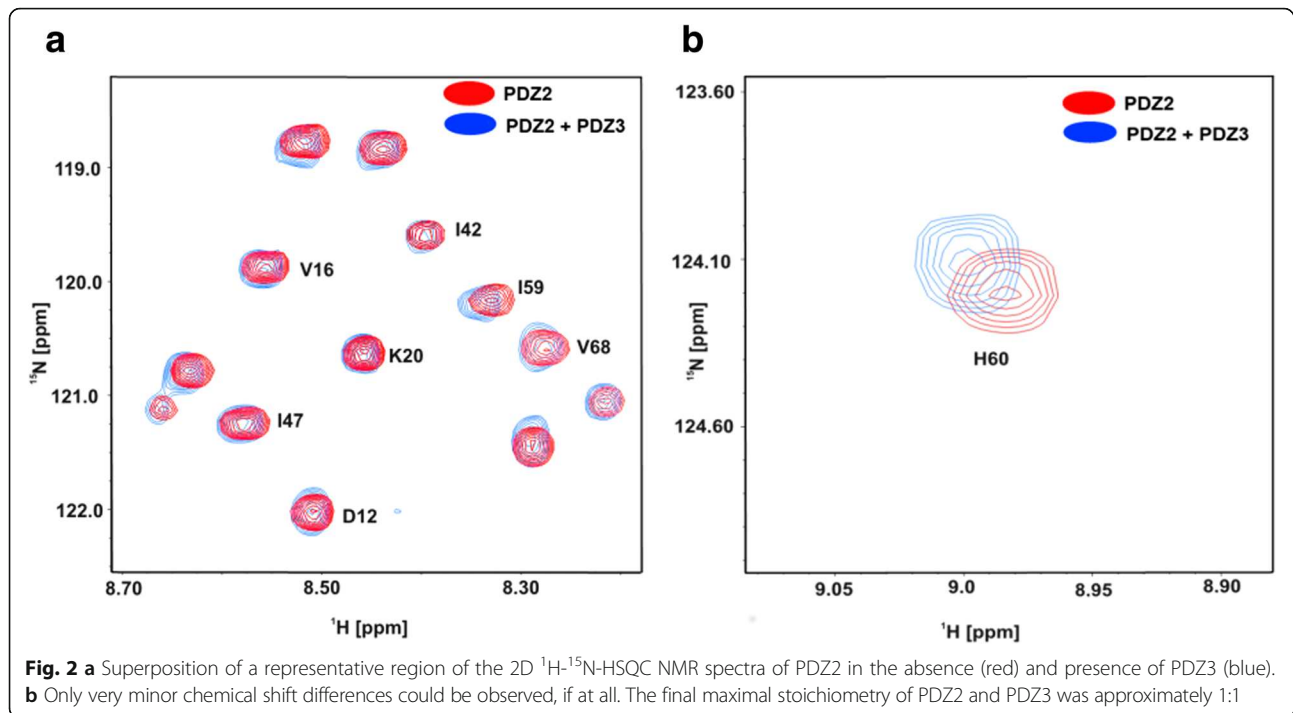 a
b
PDZ2
PDZ2 + PDZ3
119.0
120.0
121.0
122.0
¹⁵N [ppm]
I42
V16
I59
K20
V68
I47
D12
8.70
8.50
8.30
¹H [ppm]
PDZ2
PDZ2 + PDZ3
123.60
124.10
124.60
¹⁵N [ppm]
H60
9.05
9.0
8.95
8.90
¹H [ppm]
Fig. 2 a Superposition of a representative region of the 2D ¹H-¹⁵N-HSQC NMR spectra of PDZ2 in the absence (red) and presence of PDZ3 (blue).
b Only very minor chemical shift differences could be observed, if at all. The final maximal stoichiometry of PDZ2 and PDZ3 was approximately 1:1